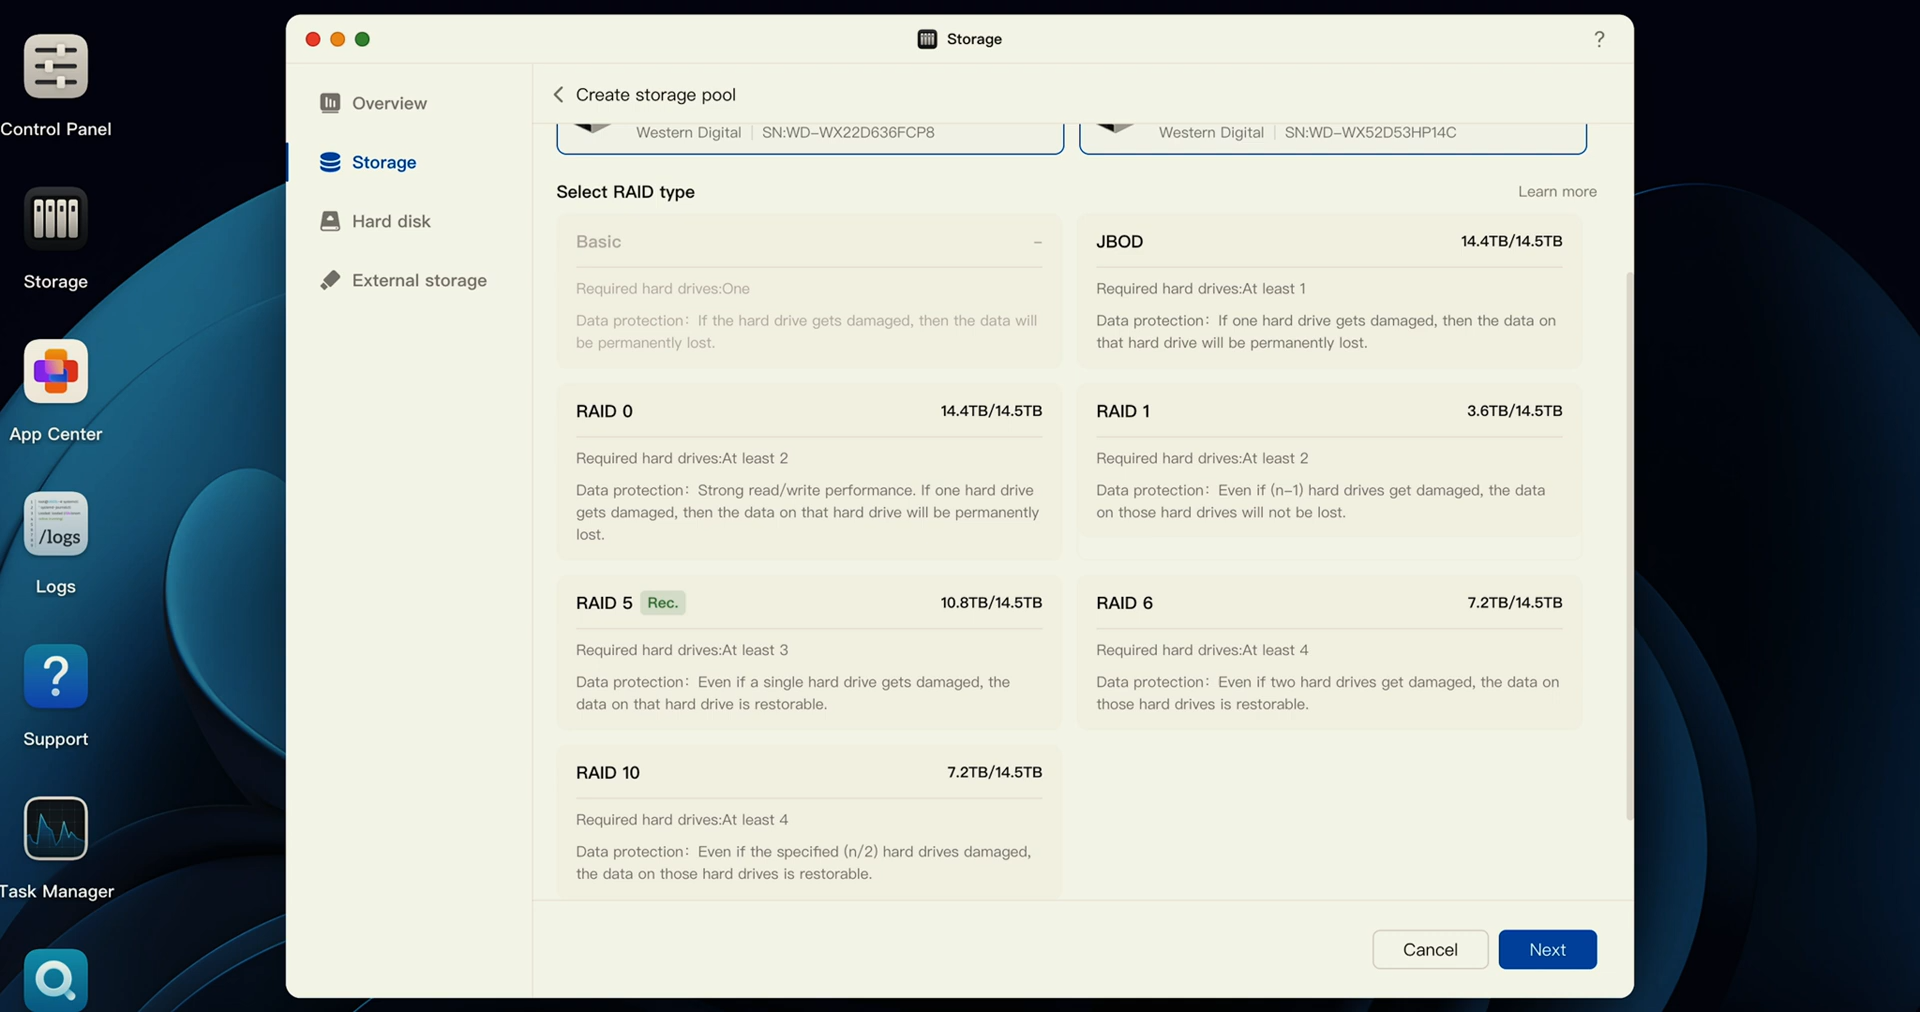 Storage
?
Control Panel
Storage
App Center
/logs
Logs
?
Support
Task Manager
Overview
Storage
Hard disk
External storage
Create storage pool
Western Digital | SN:WD-WX22D636FCP8
Western Digital | SN:WD-WX52D53HP14C
Select RAID type
Learn more
Basic –
Required hard drives:One
Data protection: If the hard drive gets damaged, then the data will
be permanently lost.
JBOD 14.4TB/14.5TB
Required hard drives:At least 1
Data protection: If one hard drive gets damaged, then the data on
that hard drive will be permanently lost.
RAID 0 14.4TB/14.5TB
Required hard drives:At least 2
Data protection: Strong read/write performance. If one hard drive
gets damaged, then the data on that hard drive will be permanently
lost.
RAID 1 3.6TB/14.5TB
Required hard drives:At least 2
Data protection: Even if (n-1) hard drives get damaged, the data
on those hard drives will not be lost.
RAID 5 Rec. 10.8TB/14.5TB
Required hard drives:At least 3
Data protection: Even if a single hard drive gets damaged, the
data on that hard drive is restorable.
RAID 6 7.2TB/14.5TB
Required hard drives:At least 4
Data protection: Even if two hard drives get damaged, the data on
those hard drives is restorable.
RAID 10 7.2TB/14.5TB
Required hard drives:At least 4
Data protection: Even if the specified (n/2) hard drives damaged,
the data on those hard drives is restorable.
Cancel
Next